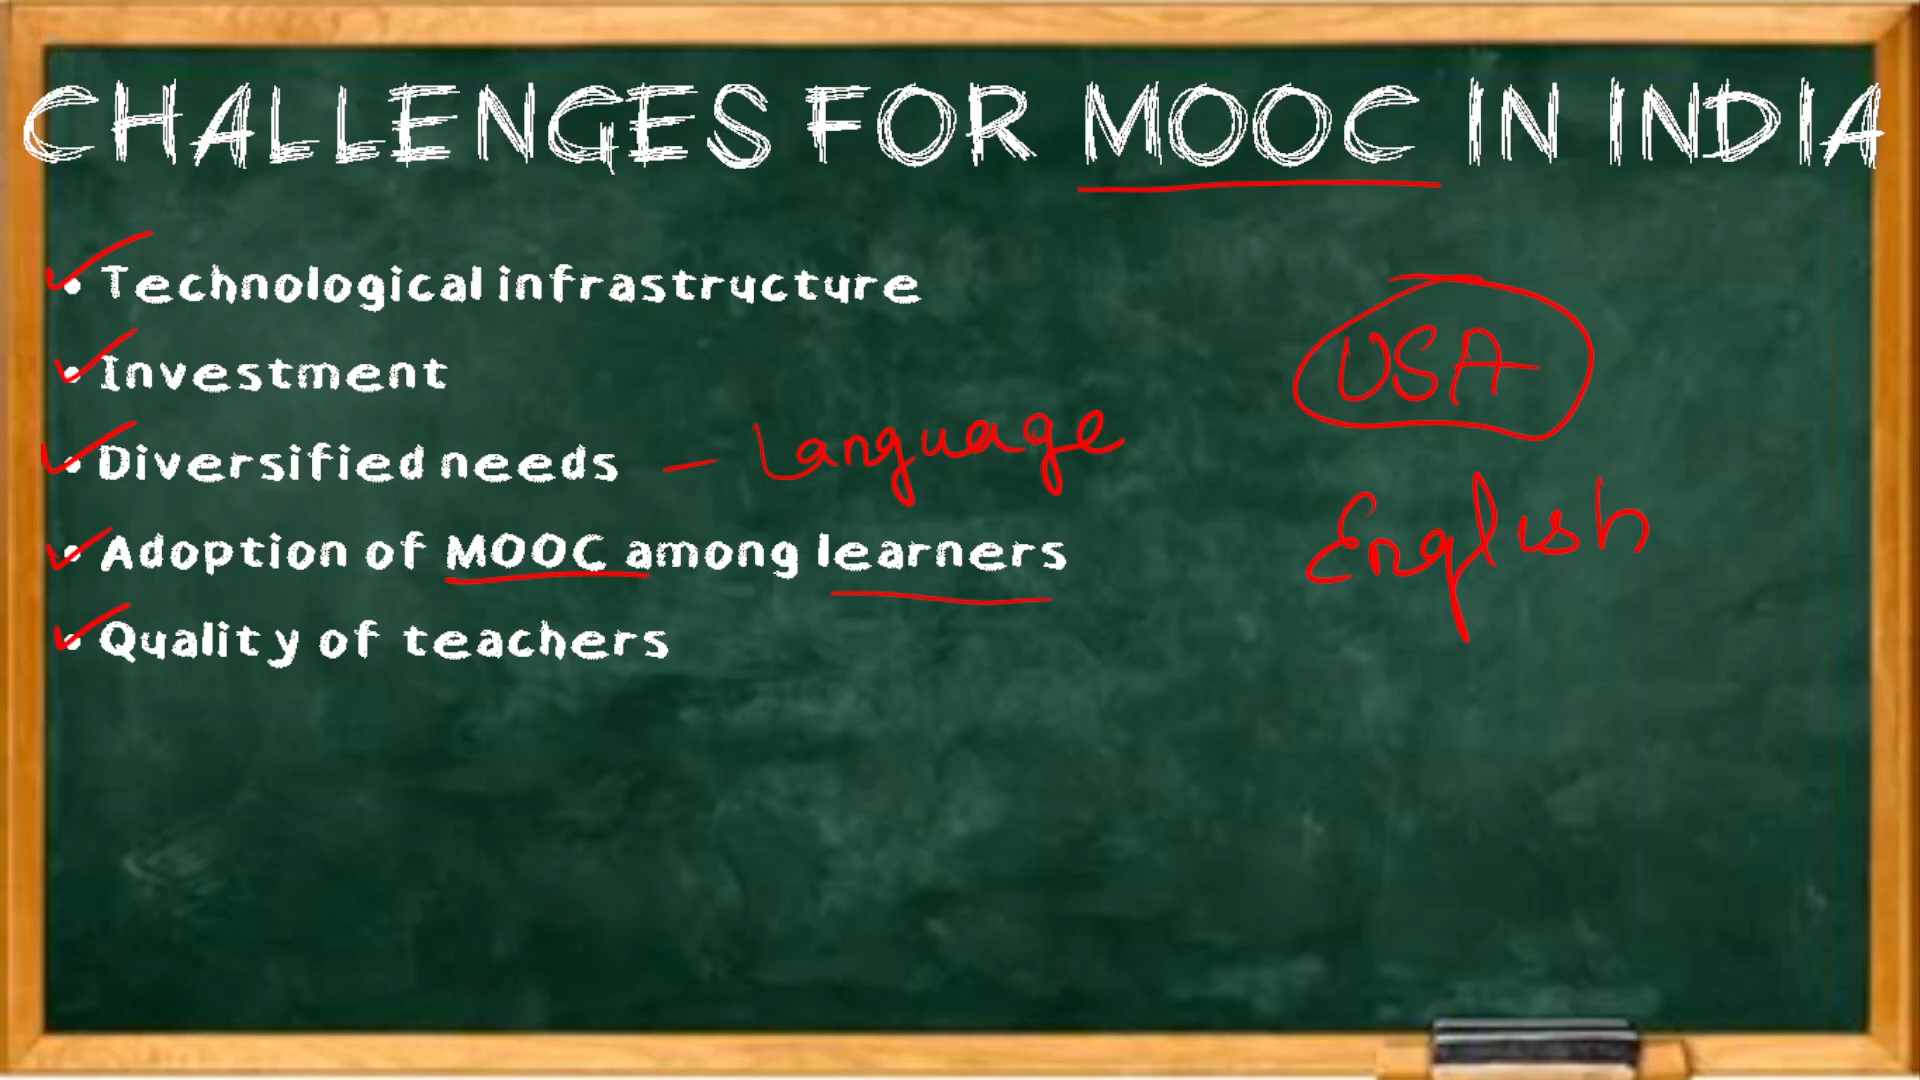 CHALLENGES FOR MOOC IN INDIA
• Technological infrastructure
• Investment
• Diversified needs – Language
• Adoption of MOOC among learners
• Quality of teachers
USA
English